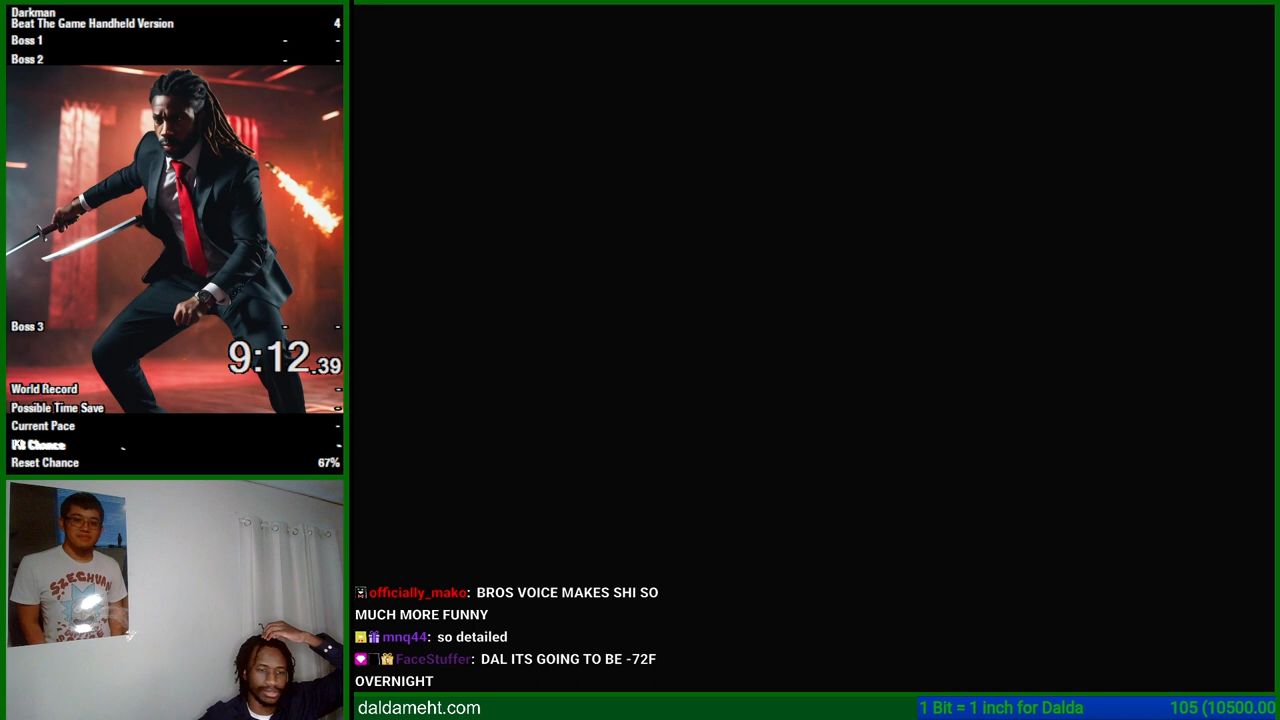 Darkman
Beat The Game Handheld Version 4
Boss 1 - -
Boss 2 - -
Boss 3 - -
9:12.39
World Record -
Possible Time Save -
Current Pace -
Chance - -
Reset Chance 67%
SZECHUAN
officially_mako: BROS VOICE MAKES SHI SO
MUCH MORE FUNNY
mnq44: so detailed
FaceStuffer: DAL ITS GOING TO BE -72F
OVERNIGHT
daldameht.com
1 Bit = 1 inch for Dalda 105 (10500.00